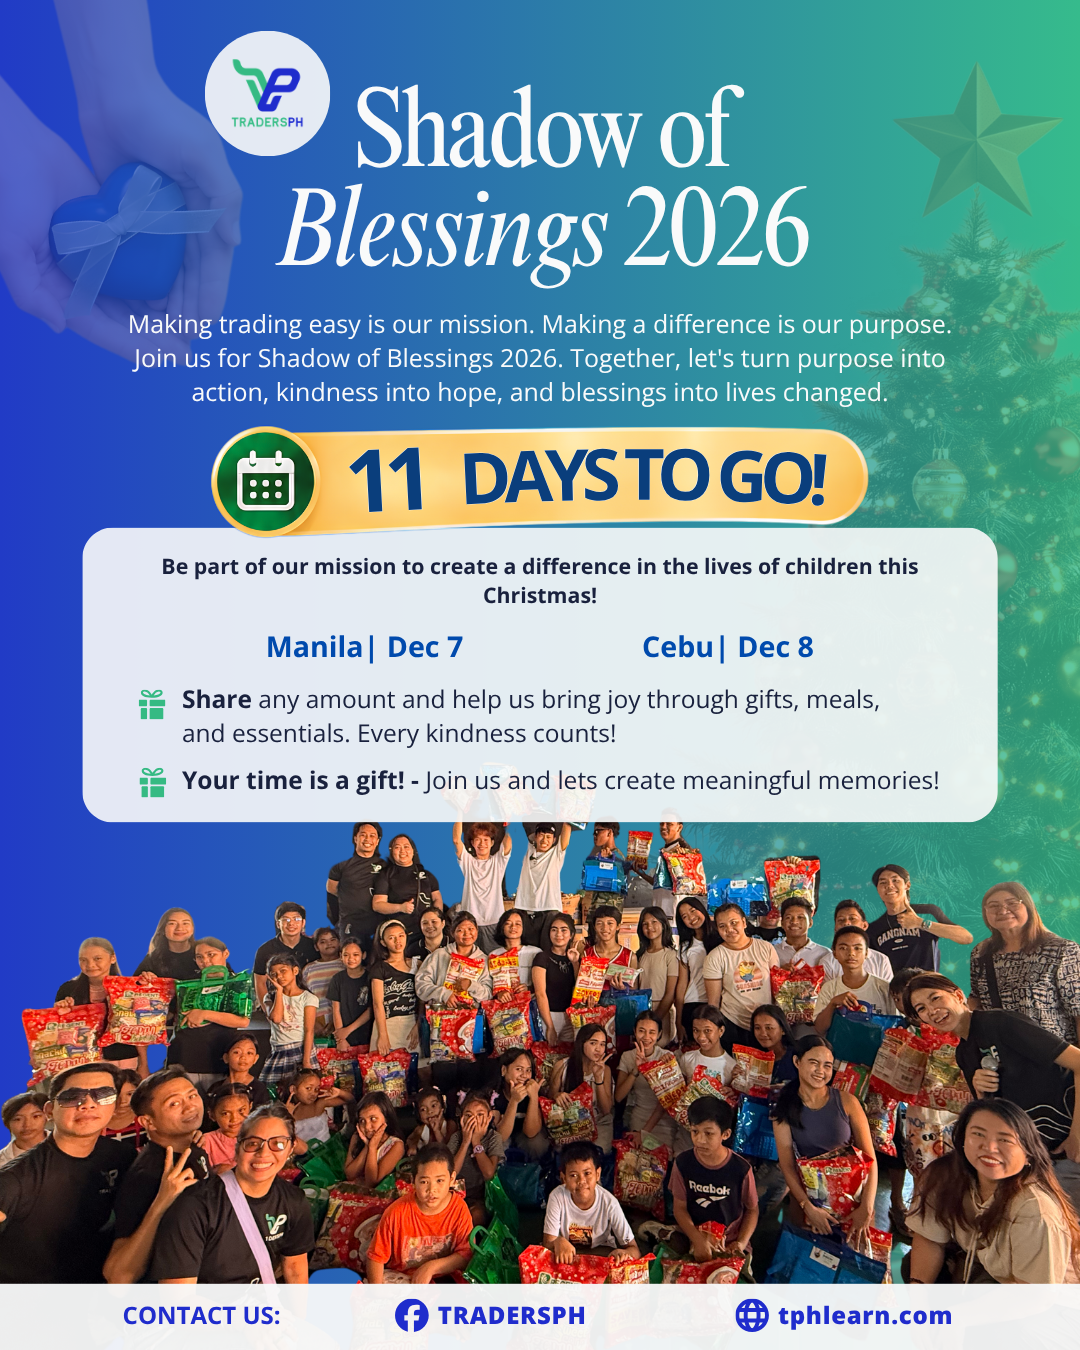 TRADERSPH
Shadow of
Blessings 2026
Making trading easy is our mission. Making a difference is our purpose.
Join us for Shadow of Blessings 2026. Together, let's turn purpose into
action, kindness into hope, and blessings into lives changed.
11 DAYS TO GO!
Be part of our mission to create a difference in the lives of children this
Christmas!
Manila| Dec 7
Cebu| Dec 8
Share any amount and help us bring joy through gifts, meals,
and essentials. Every kindness counts!
Your time is a gift! - Join us and lets create meaningful memories!
GANGNAM
Reebok
CONTACT US:
TRADERSPH
tphlearn.com